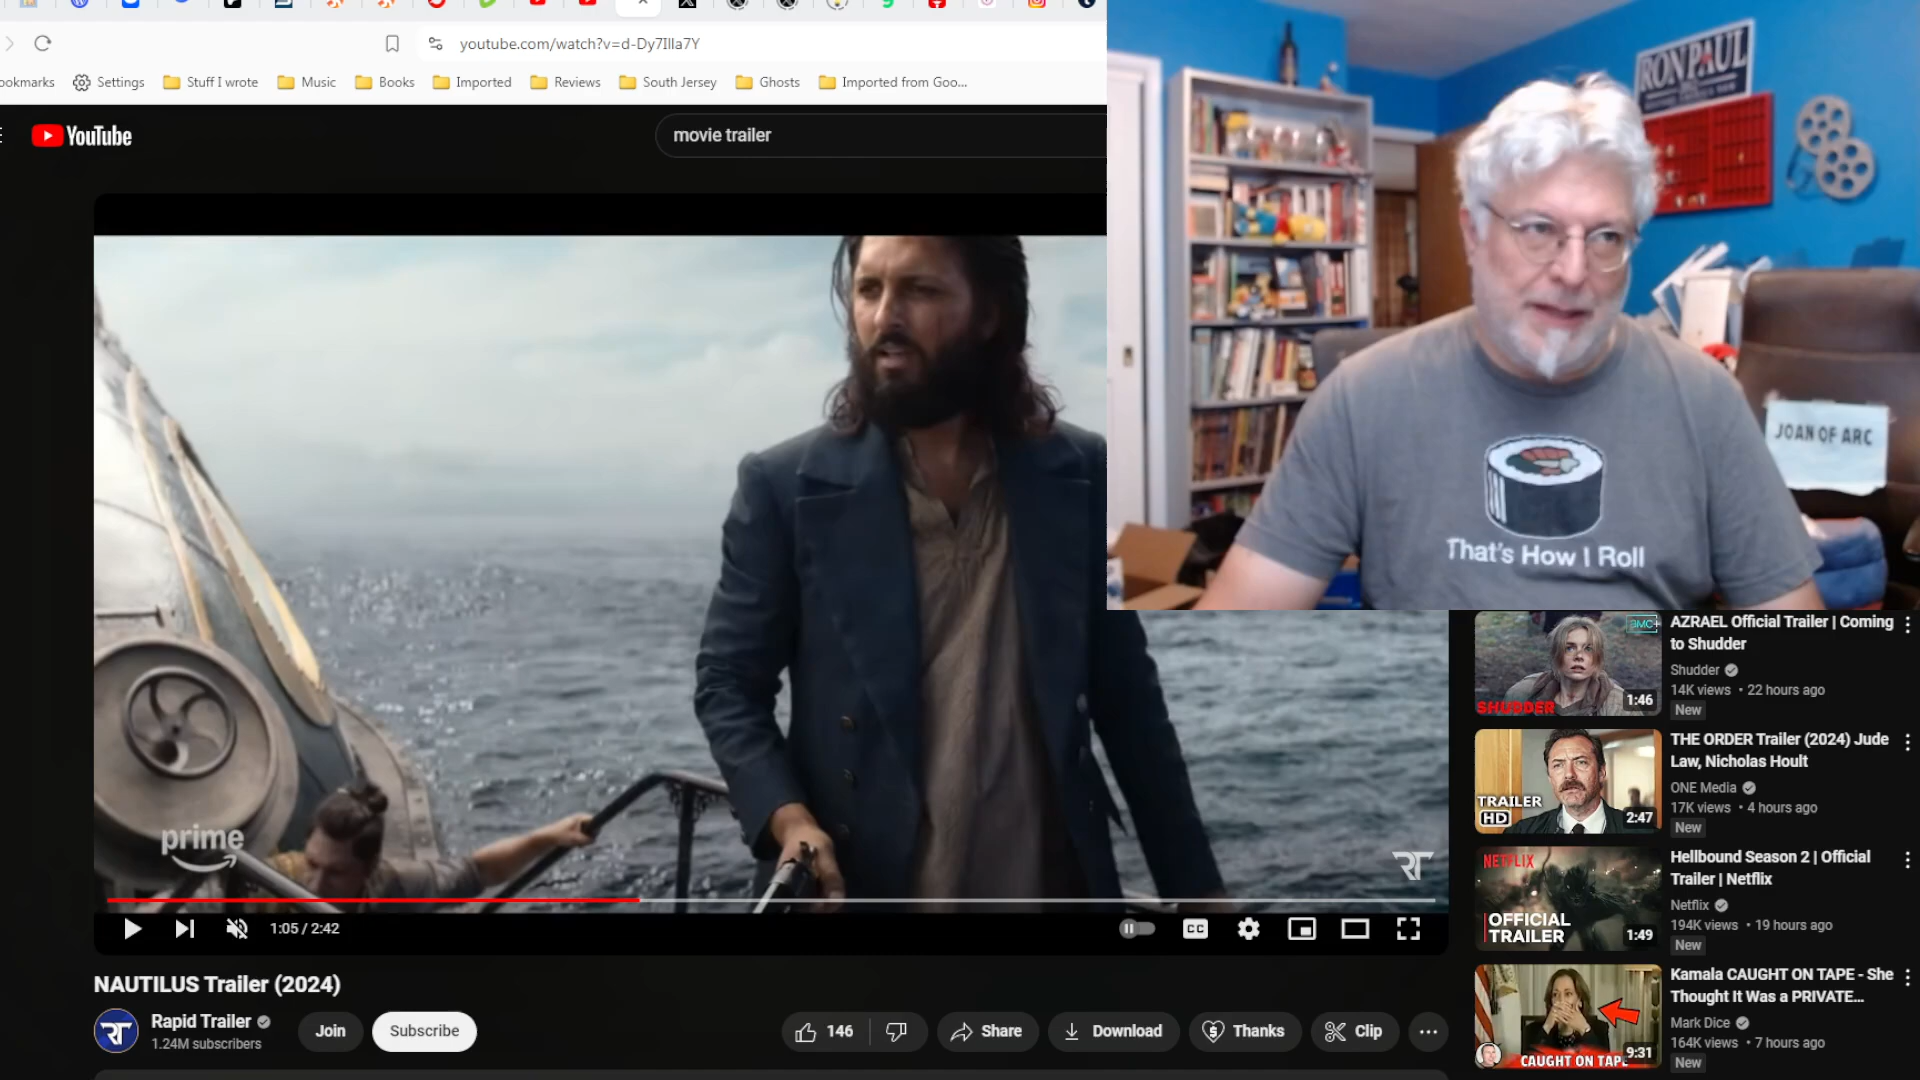 youtube.com/watch?v=d-Dy7Illa7Y
ookmarks
Settings
Stuff I wrote
Music
Books
Imported
Reviews
South Jersey
Ghosts
Imported from Goo...
YouTube
movie trailer
RON PAUL
JOAN OF ARC
That's How I Roll
prime
RT
1:05 / 2:42
CC
NAUTILUS Trailer (2024)
RT
Rapid Trailer
1.24M subscribers
Join
Subscribe
146
Share
Download
Thanks
Clip
amc+
SHUDDER
1:46
AZRAEL Official Trailer | Coming
to Shudder
Shudder
14K views • 22 hours ago
New
TRAILER
HD
2:47
THE ORDER Trailer (2024) Jude
Law, Nicholas Hoult
ONE Media
17K views • 4 hours ago
New
NETFLIX
OFFICIAL
TRAILER
1:49
Hellbound Season 2 | Official
Trailer | Netflix
Netflix
194K views • 19 hours ago
New
CAUGHT ON TAPE
9:31
Kamala CAUGHT ON TAPE - She
Thought It Was a PRIVATE...
Mark Dice
164K views • 7 hours ago
New